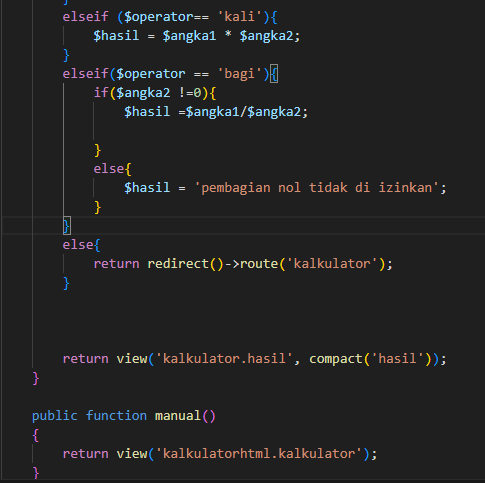 }
elseif ($operator== 'kali'){
$hasil = $angka1 * $angka2;
}
elseif($operator == 'bagi'){
if($angka2 !=0){
$hasil =$angka1/$angka2;
}
else{
$hasil = 'pembagian nol tidak di izinkan';
}
}
else{
return redirect()->route('kalkulator');
}
return view('kalkulator.hasil', compact('hasil'));
}
public function manual()
{
return view('kalkulatorhtml.kalkulator');
}